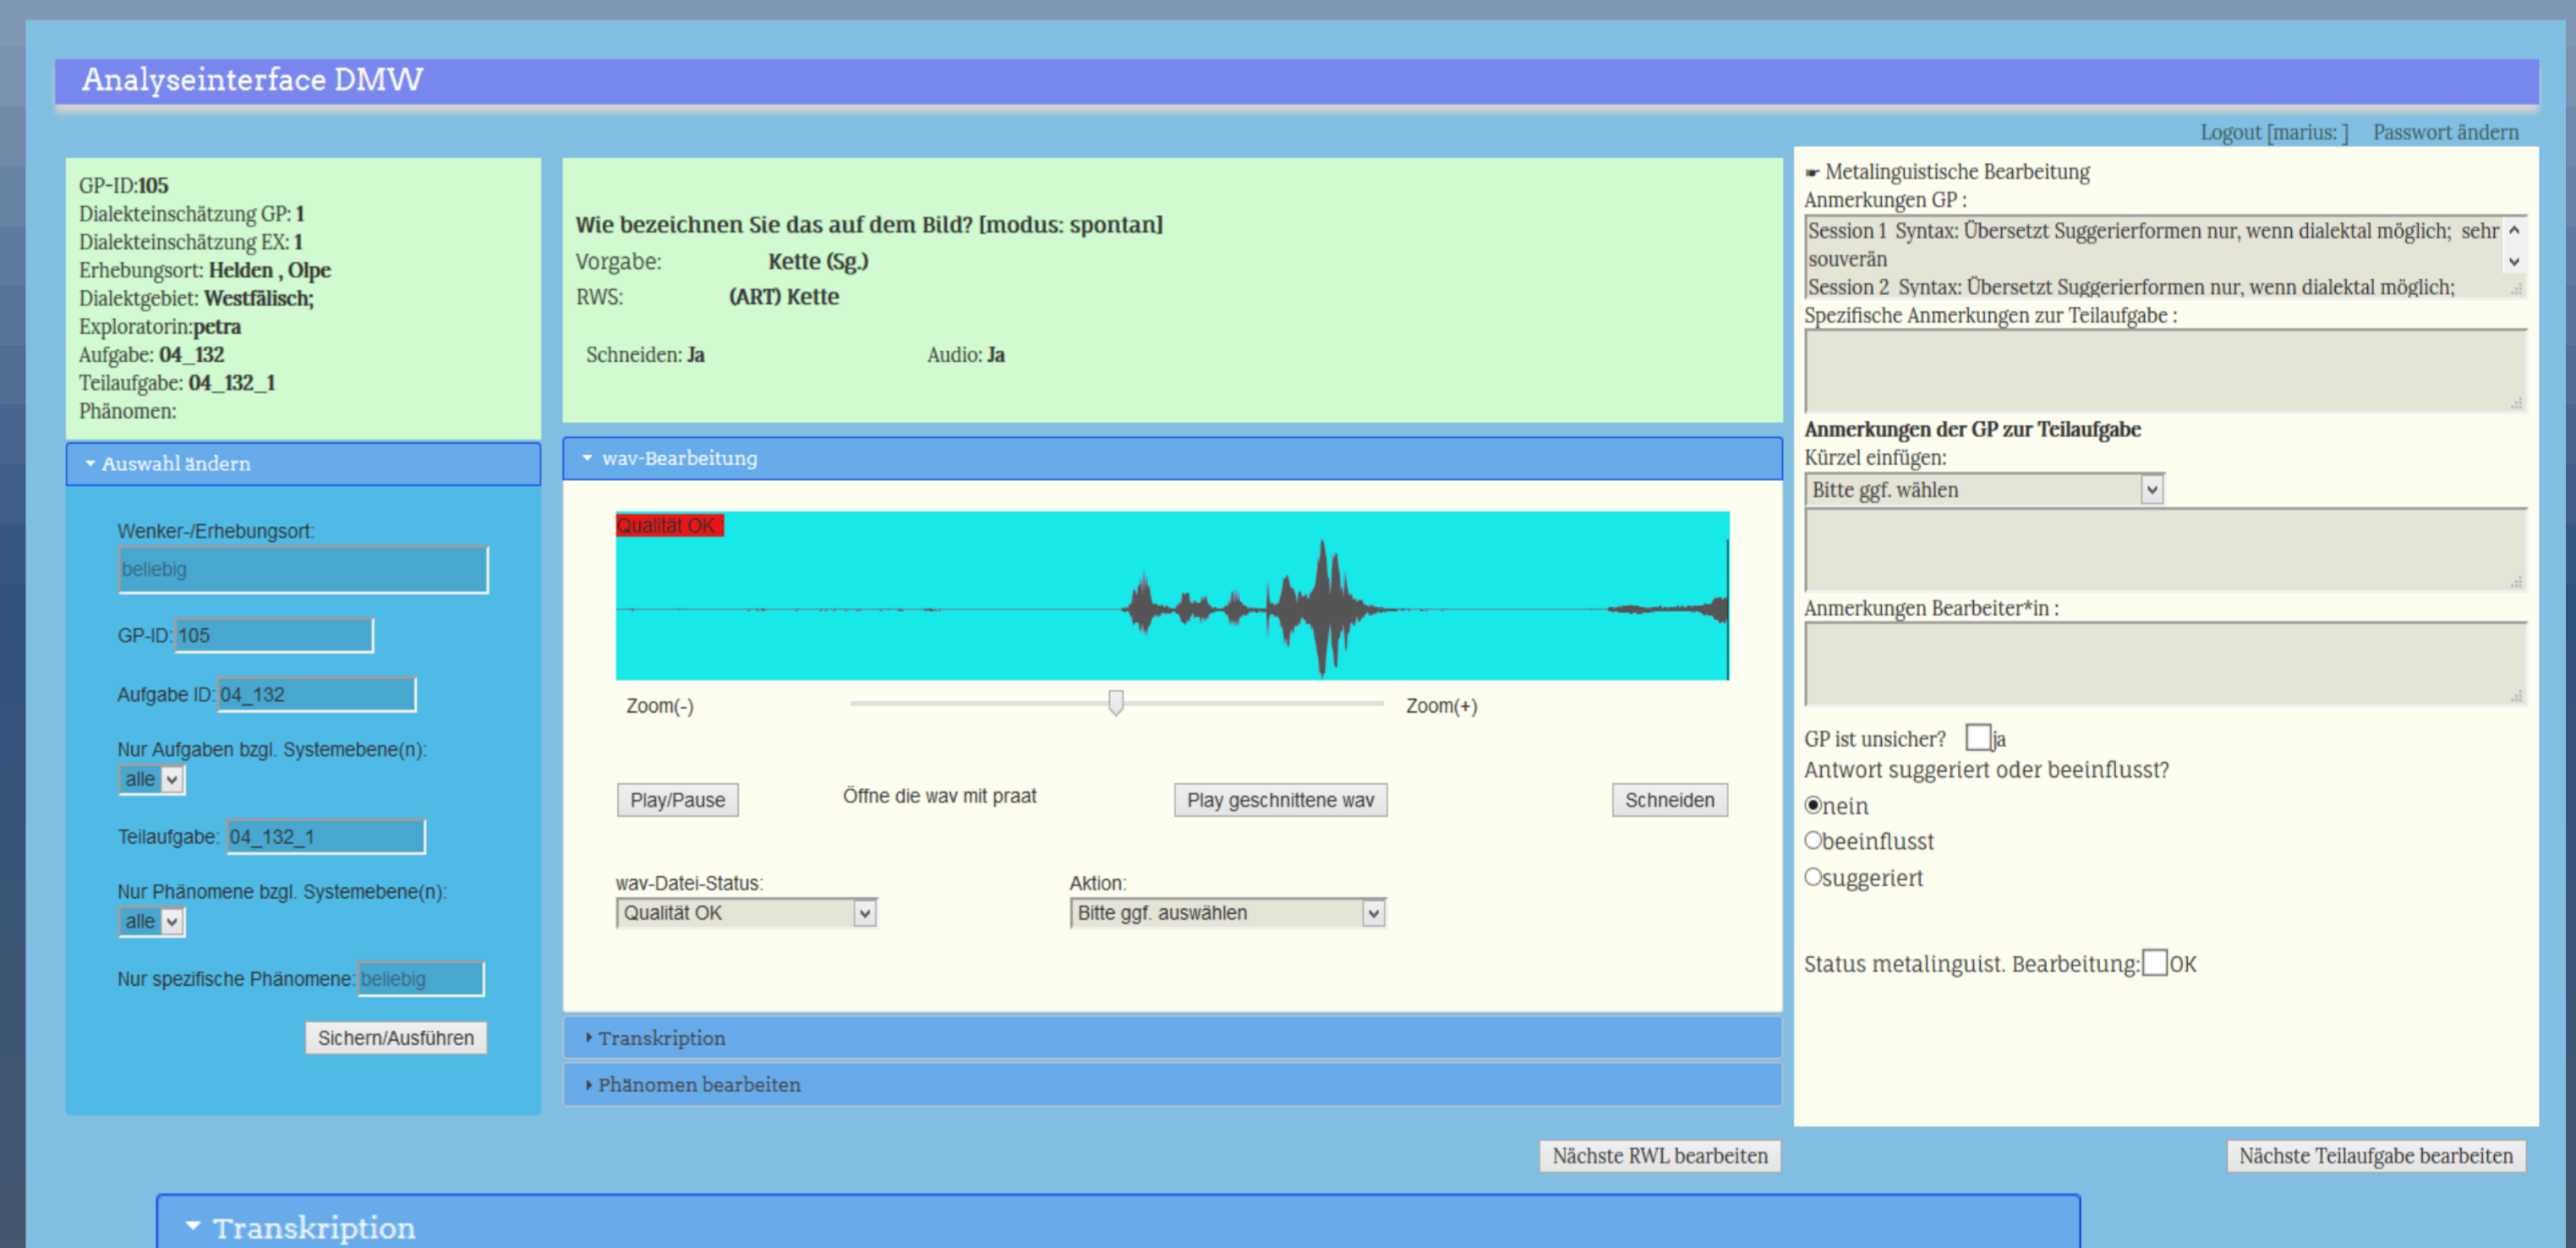 Analyseinterface DMW
Logout [marius: ] Passwort ändern
GP-ID:105
Dialekteinschätzung GP: 1
Dialekteinschätzung EX: 1
Erhebungsort: Helden , Olpe
Dialektgebiet: Westfälisch;
Exploratorin:petra
Aufgabe: 04_132
Teilaufgabe: 04_132_1
Phänomen:
Auswahl ändern
Wenker-/Erhebungsort:
beliebig
GP-ID: 105
Aufgabe ID: 04_132
Nur Aufgaben bzgl. Systemebene(n):
alle
Teilaufgabe: 04_132_1
Nur Phänomene bzgl. Systemebene(n):
alle
Nur spezifische Phänomene: beliebig
Sichern/Ausführen
Wie bezeichnen Sie das auf dem Bild? [modus: spontan]
Vorgabe: Kette (Sg.)
RWS: (ART) Kette
Schneiden: Ja Audio: Ja
wav-Bearbeitung
Qualität OK :
Zoom(-) Zoom(+)
Play/Pause Öffne die wav mit praat Play geschnittene wav Schneiden
wav-Datei-Status: Aktion:
Qualität OK Bitte ggf. auswählen
Transkription
Phänomen bearbeiten
Nächste RWL bearbeiten
Metalinguistische Bearbeitung
Anmerkungen GP :
Session 1 Syntax: Übersetzt Suggerierformen nur, wenn dialektal möglich; sehr
souverän
Session 2 Syntax: Übersetzt Suggerierformen nur, wenn dialektal möglich;
Spezifische Anmerkungen zur Teilaufgabe :
Anmerkungen der GP zur Teilaufgabe
Kürzel einfügen:
Bitte ggf. wählen
Anmerkungen Bearbeiter*in :
GP ist unsicher? ja
Antwort suggeriert oder beeinflusst?
nein
beeinflusst
suggeriert
Status metalinguist. Bearbeitung: OK
Nächste Teilaufgabe bearbeiten
Transkription